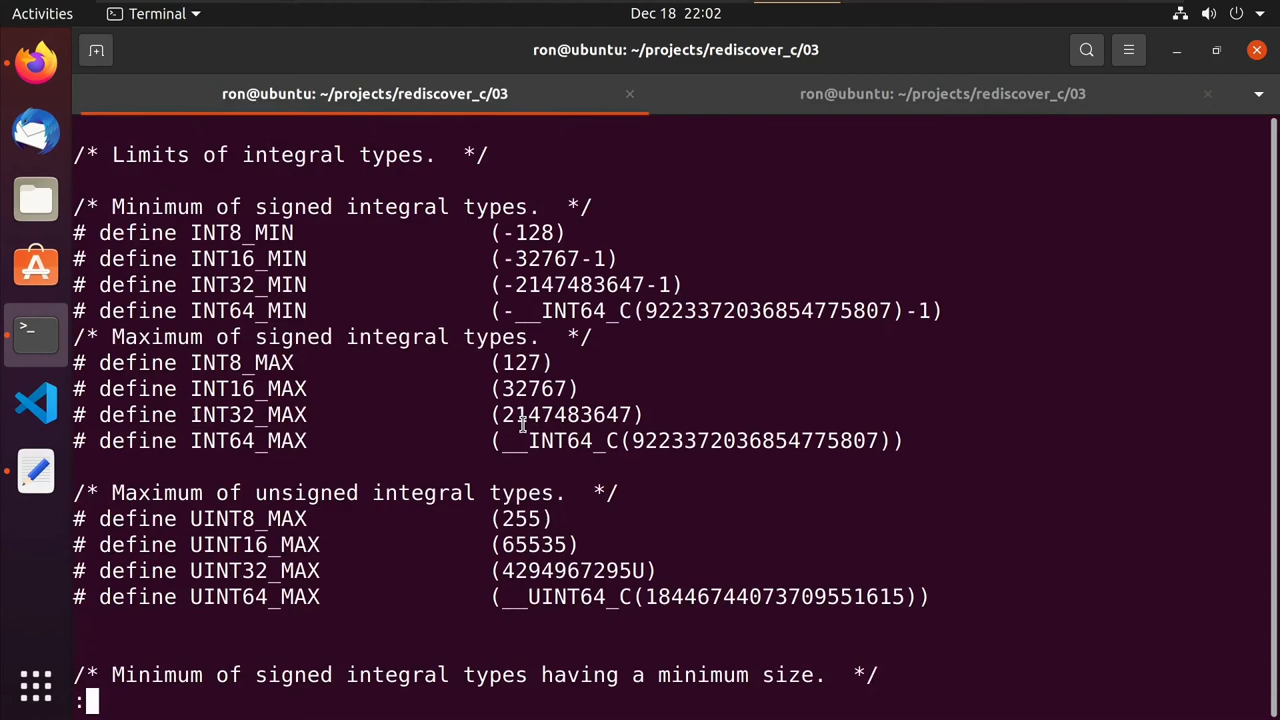 Activities Terminal Dec 18 22:02
ron@ubuntu: ~/projects/rediscover_c/03
ron@ubuntu: ~/projects/rediscover_c/03 × ron@ubuntu: ~/projects/rediscover_c/03 ×
/* Limits of integral types.  */
/* Minimum of signed integral types.  */
# define INT8_MIN              (-128)
# define INT16_MIN             (-32767-1)
# define INT32_MIN             (-2147483647-1)
# define INT64_MIN             (-__INT64_C(9223372036854775807)-1)
/* Maximum of signed integral types.  */
# define INT8_MAX              (127)
# define INT16_MAX             (32767)
# define INT32_MAX             (2147483647)
# define INT64_MAX             (__INT64_C(9223372036854775807))
/* Maximum of unsigned integral types.  */
# define UINT8_MAX             (255)
# define UINT16_MAX            (65535)
# define UINT32_MAX            (4294967295U)
# define UINT64_MAX            (__UINT64_C(18446744073709551615))
/* Minimum of signed integral types having a minimum size.  */
: